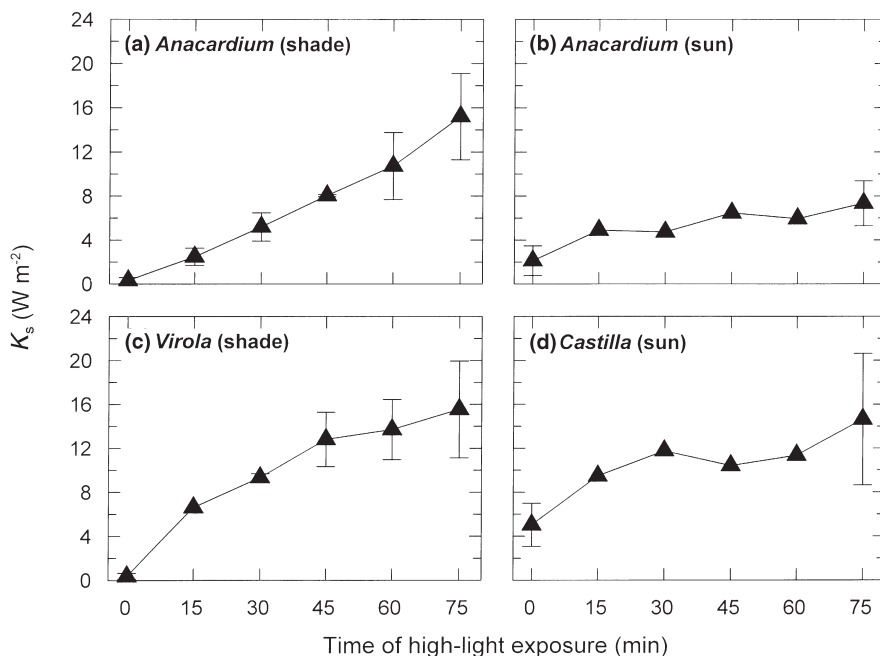 24
20
16
12
8
4
0
(a) Anacardium (shade)
(b) Anacardium (sun)
24
20
16
12
8
4
0
(c) Virola (shade)
(d) Castilla (sun)
Ks (W m-2)
0 15 30 45 60 75
0 15 30 45 60 75
Time of high-light exposure (min)